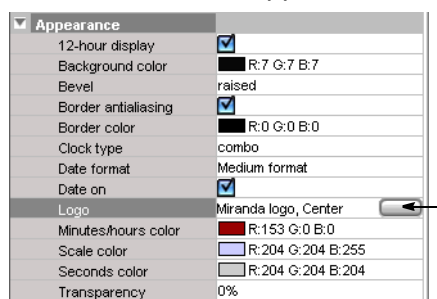 Appearance
12-hour display
Background color R:7 G:7 B:7
Bevel raised
Border antialiasing
Border color R:0 G:0 B:0
Clock type combo
Date format Medium format
Date on
Logo Miranda logo, Center
Minutes/hours color R:153 G:0 B:0
Scale color R:204 G:204 B:255
Seconds color R:204 G:204 B:204
Transparency 0%